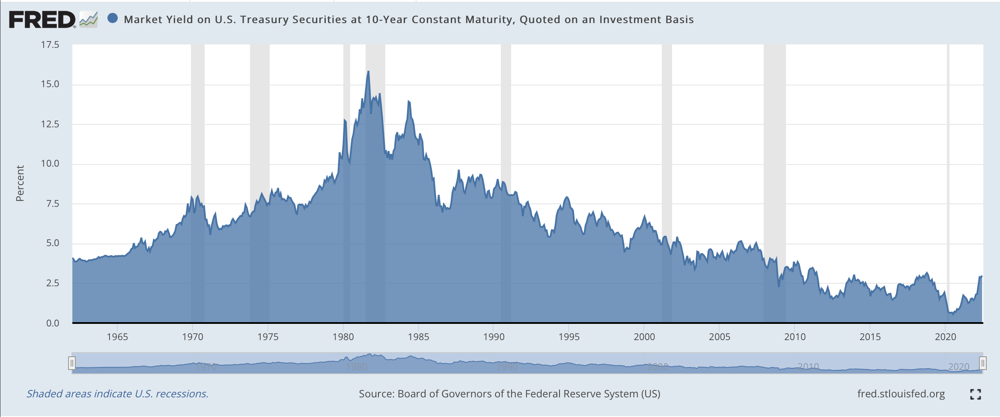 FRED® Market Yield on U.S. Treasury Securities at 10-Year Constant Maturity, Quoted on an Investment Basis
17.5
15.0
12.5
10.0
7.5
5.0
2.5
0.0
Percent
1965 1970 1975 1980 1985 1990 1995 2000 2005 2010 2015 2020
1970 1980 1990 2000 2010 2020
Shaded areas indicate U.S. recessions. Source: Board of Governors of the Federal Reserve System (US) fred.stlouisfed.org